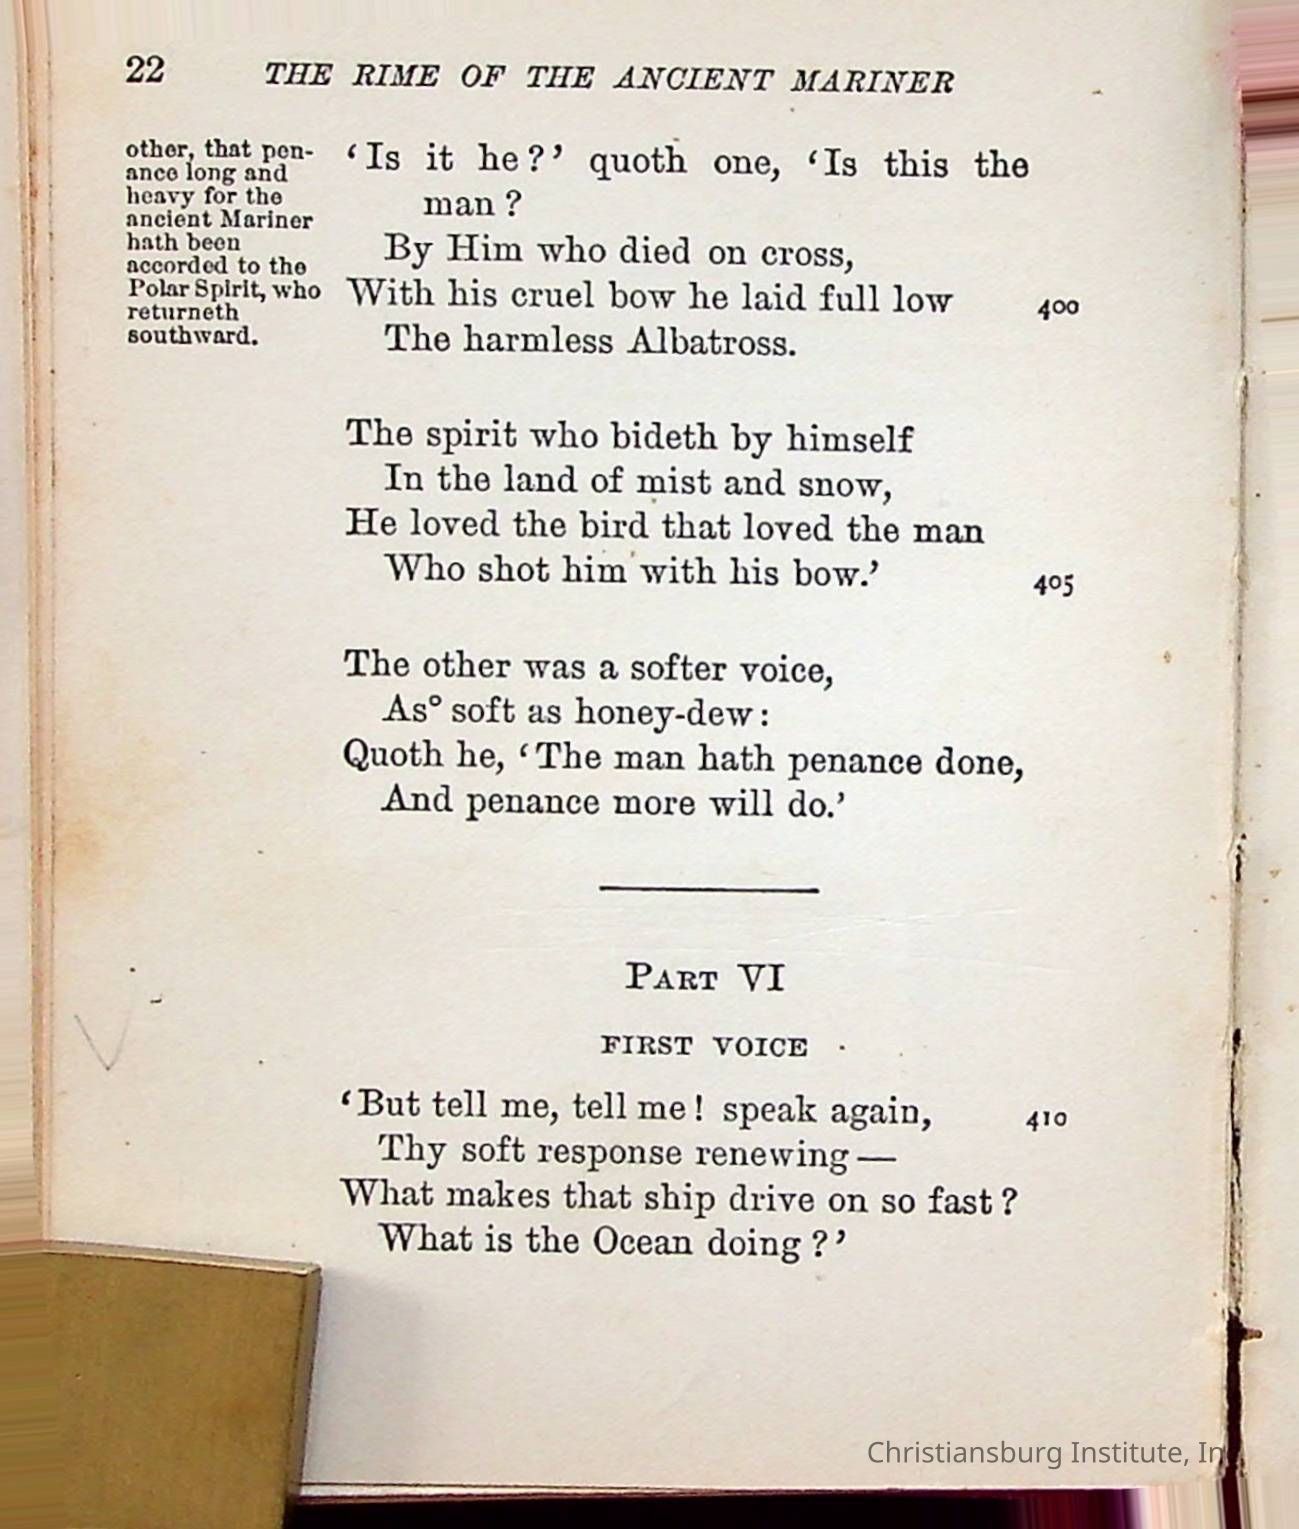 22 THE RIME OF THE ANCIENT MARINER
other, that pen-
ance long and
heavy for the
ancient Mariner
hath been
accorded to the
Polar Spirit, who
returneth
southward.
‘Is it he?’ quoth one, ‘Is this the
man?
By Him who died on cross,
With his cruel bow he laid full low 400
The harmless Albatross.
The spirit who bideth by himself
In the land of mist and snow,
He loved the bird that loved the man
Who shot him with his bow.’ 405
The other was a softer voice,
As° soft as honey-dew:
Quoth he, ‘The man hath penance done,
And penance more will do.’
PART VI
FIRST VOICE
‘But tell me, tell me! speak again, 410
Thy soft response renewing—
What makes that ship drive on so fast?
What is the Ocean doing?’
Christiansburg Institute, In